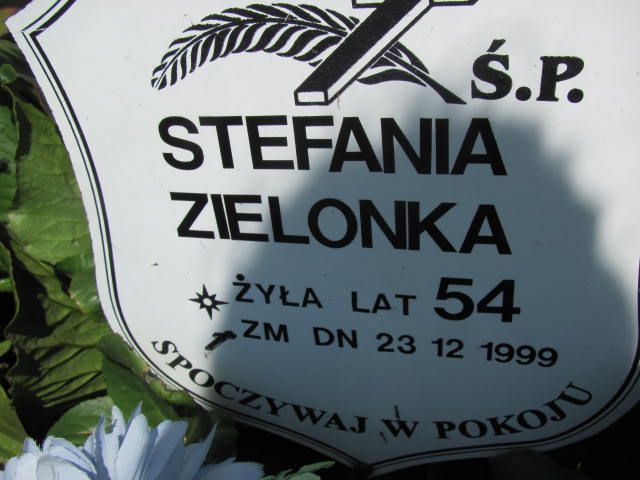 Ś.P.
STEFANIA
ZIELONKA
ŻYŁA LAT 54
ZM DN 23 12 1999
SPOCZYWAJ W POKOJU